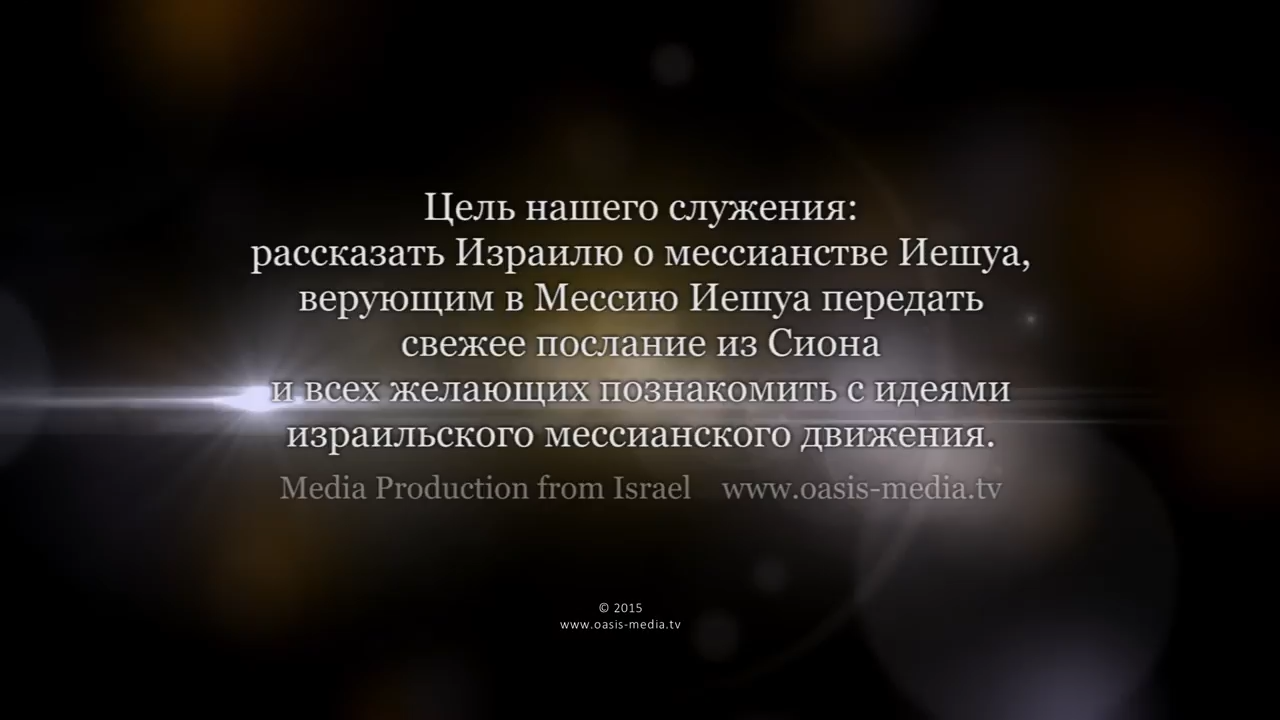 Цель нашего служения:
рассказать Израилю о мессианстве Иешуа,
верующим в Мессию Иешуа передать
свежее послание из Сиона
и всех желающих познакомить с идеями
израильского мессианского движения.
Media Production from Israel www.oasis-media.tv
© 2015
www.oasis-media.tv